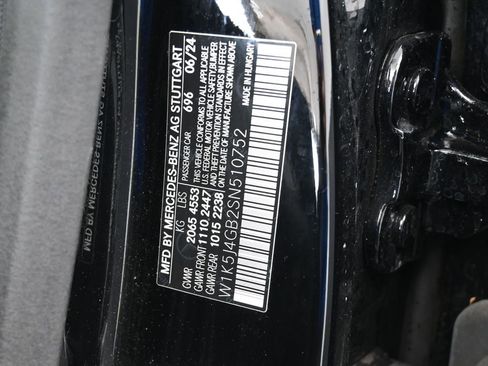 MFD BY MERCEDES-BENZ AG STUTTGART
KG LBS PASSENGER CAR 696 06/24
GVWR 2065 4553 THIS VEHICLE CONFORMS TO ALL APPLICABLE
GAWR FRONT 1110 2447 U.S. FEDERAL MOTOR VEHICLE SAFETY, BUMPER
GAWR REAR 1015 2238 AND THEFT PREVENTION STANDARDS IN EFFECT
ON THE DATE OF MANUFACTURE SHOWN ABOVE
MADE IN HUNGARY
W1K5J4GB2SN510752